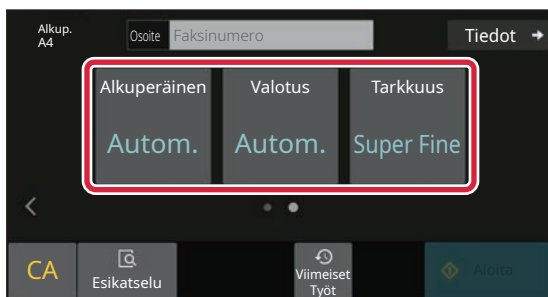 Alkup.
A4
Osoite Faksinumero
Tiedot
Alkuperäinen Valotus Tarkkuus
Autom. Autom. Super Fine
CA
Esikatselu
Viimeiset
Työt
Aloita